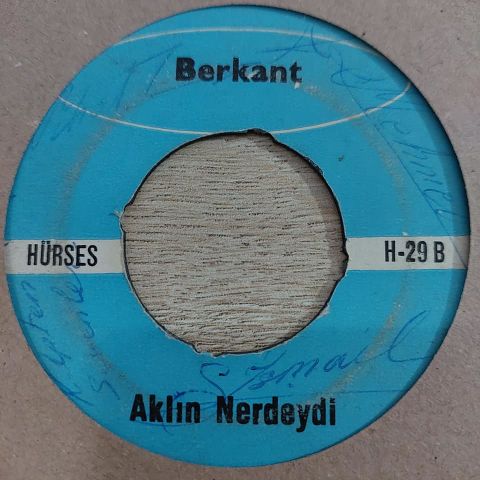 Berkant
HÜRSES
H-29 B
İsmail
Aklın Nerdeydi